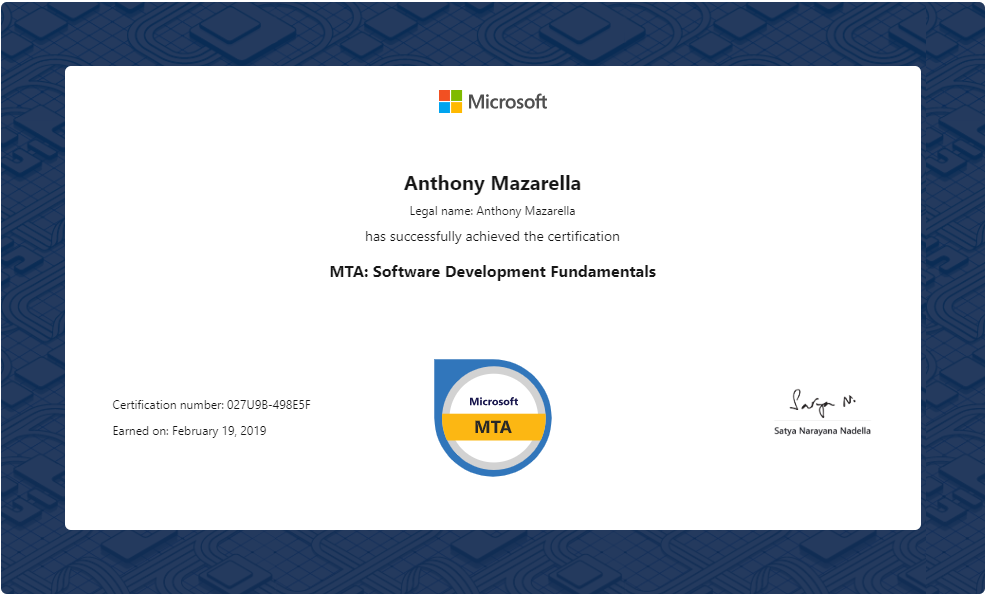 Microsoft
Anthony Mazarella
Legal name: Anthony Mazarella
has successfully achieved the certification
MTA: Software Development Fundamentals
Microsoft
MTA
Certification number: 027U9B-498E5F
Earned on: February 19, 2019
Satya N.
Satya Narayana Nadella